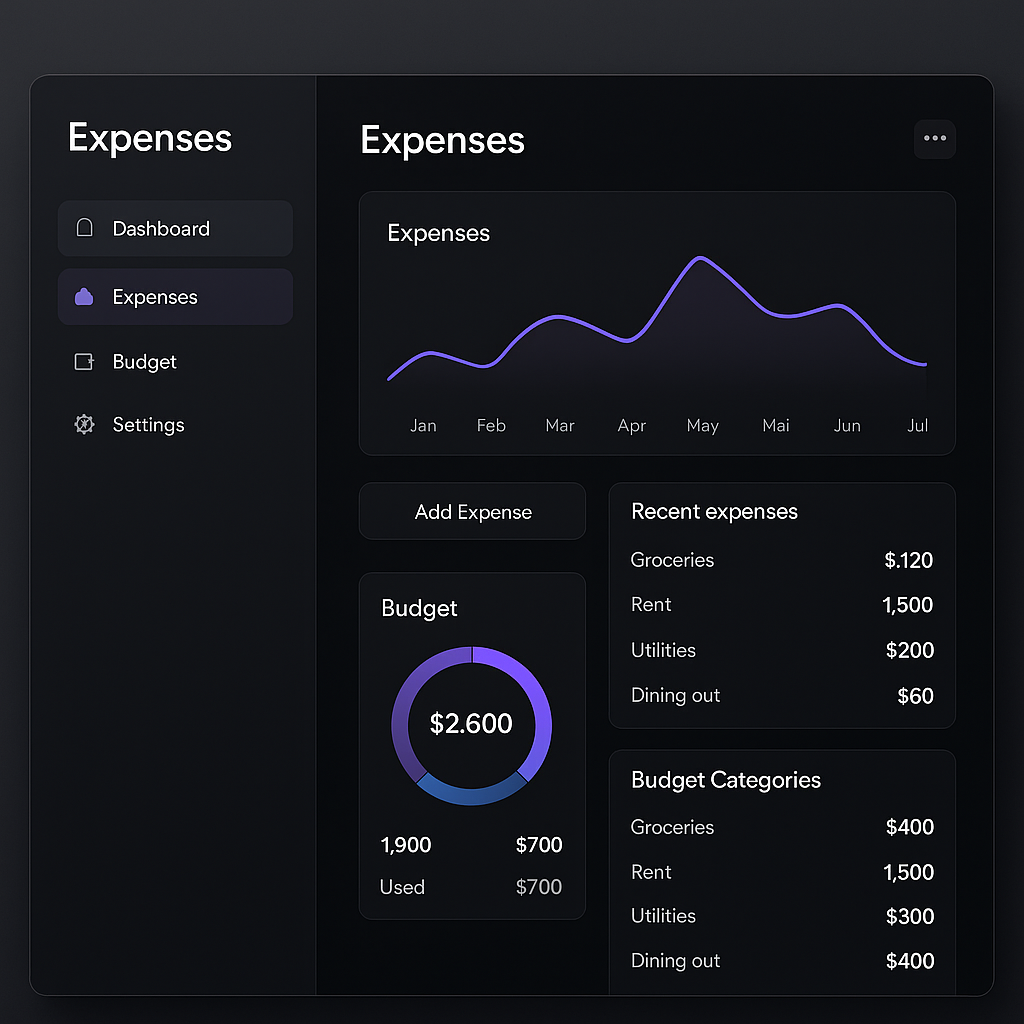 Expenses
Dashboard
Expenses
Budget
Settings
Expenses
Expenses
Jan Feb Mar Apr May Mai Jun Jul
Add Expense
Budget
$2.600
1,900 $700
Used $700
Recent expenses
Groceries $.120
Rent 1,500
Utilities $200
Dining out $60
Budget Categories
Groceries $400
Rent 1,500
Utilities $300
Dining out $400